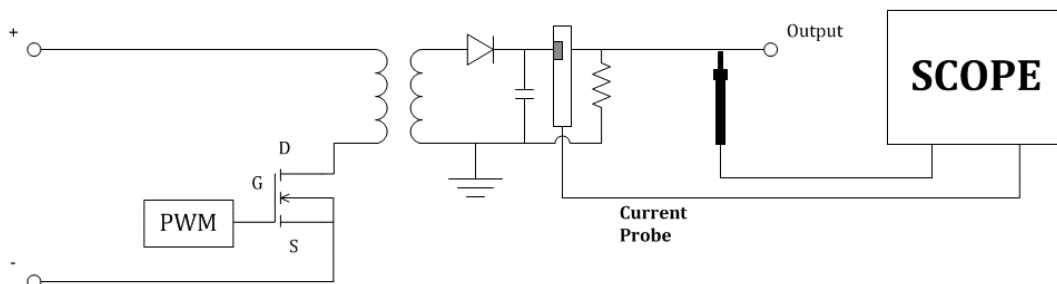 +
Output
SCOPE
D
G
PWM
S
Current
Probe
-